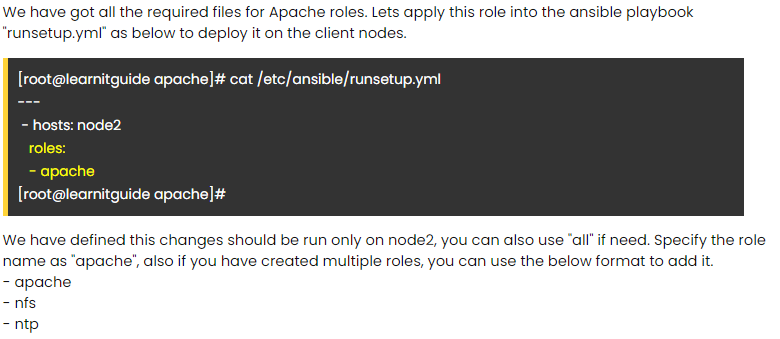 We have got all the required files for Apache roles. Lets apply this role into the ansible playbook
"runsetup.yml" as below to deploy it on the client nodes.
[root@learnitguide apache]# cat /etc/ansible/runsetup.yml
---
- hosts: node2
roles:
- apache
[root@learnitguide apache]#
We have defined this changes should be run only on node2, you can also use "all" if need. Specify the role
name as "apache", also if you have created multiple roles, you can use the below format to add it.
- apache
- nfs
- ntp